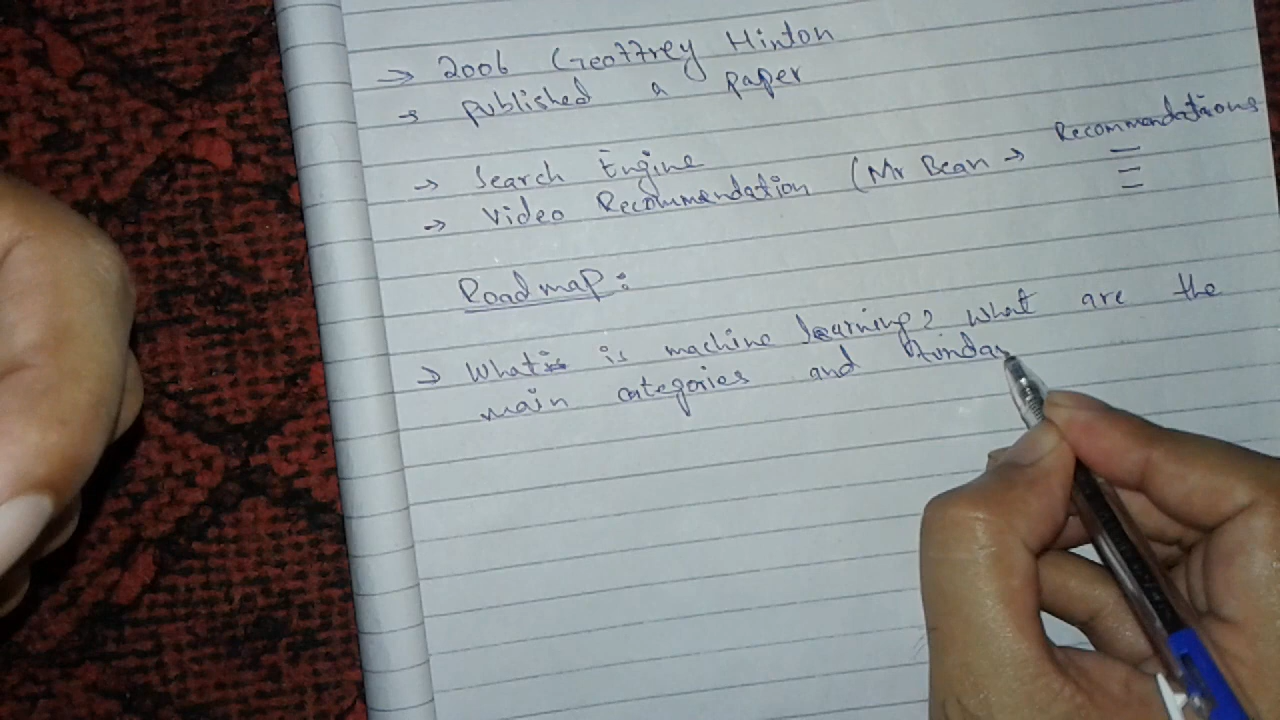 → 2006 Geoffrey Hinton
→ published a paper
→ Search Engine
→ Video Recommendation (Mr Bean → Recommendations
Roadmap:
→ What is machine learning? What are the
main categories and fundam